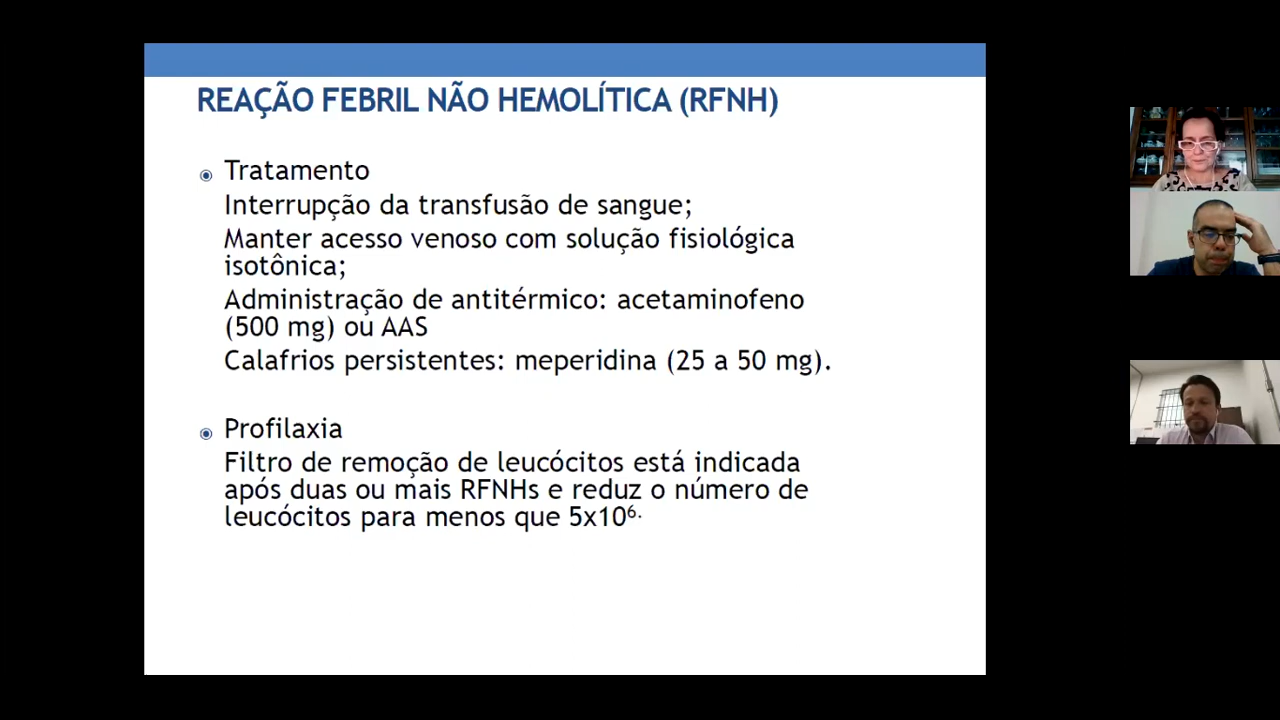 REAÇÃO FEBRIL NÃO HEMOLÍTICA (RFNH)
Tratamento
Interrupção da transfusão de sangue;
Manter acesso venoso com solução fisiológica
isotônica;
Administração de antitérmico: acetaminofeno
(500 mg) ou AAS
Calafrios persistentes: meperidina (25 a 50 mg).
Profilaxia
Filtro de remoção de leucócitos está indicada
após duas ou mais RFNHs e reduz o número de
leucócitos para menos que 5x10⁶.